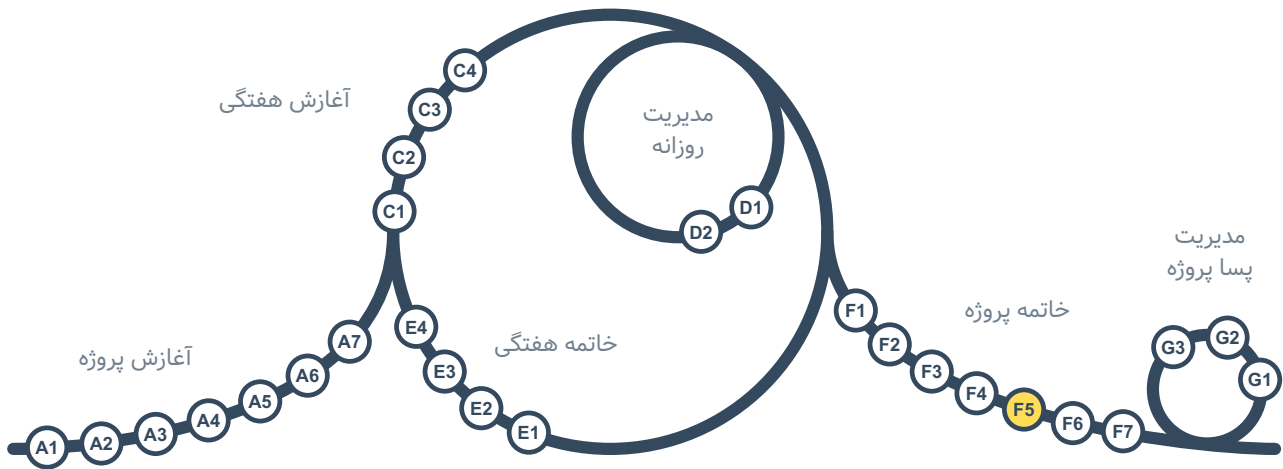 آغازش پروژه
A1
A2
A3
A4
A5
A6
A7
آغازش هفتگی
C1
C2
C3
C4
مدیریت
روزانه
D1
D2
خاتمه هفتگی
E1
E2
E3
E4
خاتمه پروژه
F1
F2
F3
F4
F5
F6
F7
مدیریت
پسا پروژه
G1
G2
G3